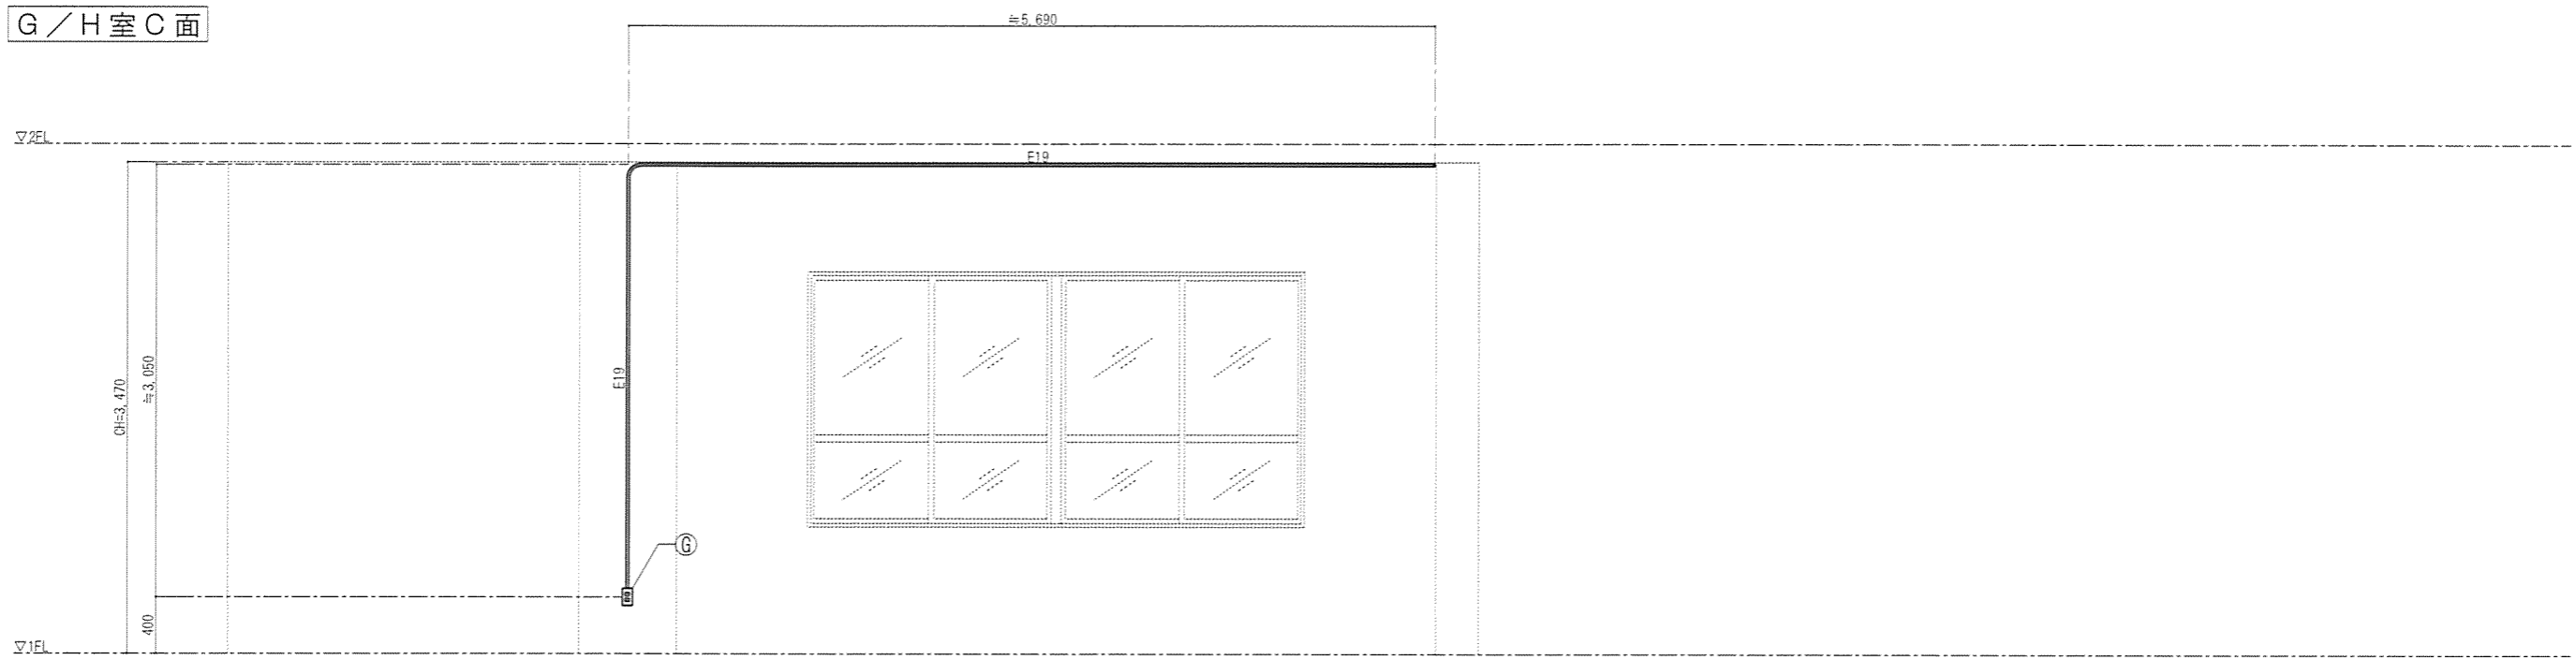 G／H室C面
≒5,690
▽2FL
E19
CH=3,470
≒3,050
E19
G
400
▽1FL